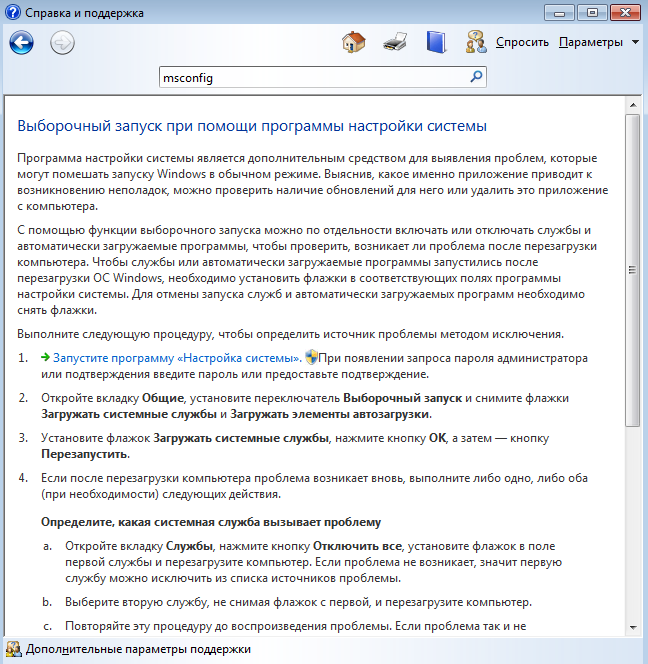 Справка и поддержка
Спросить Параметры
msconfig
Выборочный запуск при помощи программы настройки системы
Программа настройки системы является дополнительным средством для выявления проблем, которые
могут помешать запуску Windows в обычном режиме. Выяснив, какое именно приложение приводит к
возникновению неполадок, можно проверить наличие обновлений для него или удалить это приложение
с компьютера.
С помощью функции выборочного запуска можно по отдельности включать или отключать службы и
автоматически загружаемые программы, чтобы проверить, возникает ли проблема после перезагрузки
компьютера. Чтобы службы или автоматически загружаемые программы запустились после
перезагрузки ОС Windows, необходимо установить флажки в соответствующих полях программы
настройки системы. Для отмены запуска служб и автоматически загружаемых программ необходимо
снять флажки.
Выполните следующую процедуру, чтобы определить источник проблемы методом исключения.
1. Запустите программу «Настройка системы». При появлении запроса пароля администратора
или подтверждения введите пароль или предоставьте подтверждение.
2. Откройте вкладку Общие, установите переключатель Выборочный запуск и снимите флажки
Загружать системные службы и Загружать элементы автозагрузки.
3. Установите флажок Загружать системные службы, нажмите кнопку ОК, а затем — кнопку
Перезапустить.
4. Если после перезагрузки компьютера проблема возникает вновь, выполните либо одно, либо оба
(при необходимости) следующих действия.
Определите, какая системная служба вызывает проблему
a. Откройте вкладку Службы, нажмите кнопку Отключить все, установите флажок в поле
первой службы и перезагрузите компьютер. Если проблема не возникает, значит первую
службу можно исключить из списка источников проблемы.
b. Выберите вторую службу, не снимая флажок с первой, и перезагрузите компьютер.
c. Повторяйте эту процедуру до воспроизведения проблемы. Если проблема так и не
Дополнительные параметры поддержки